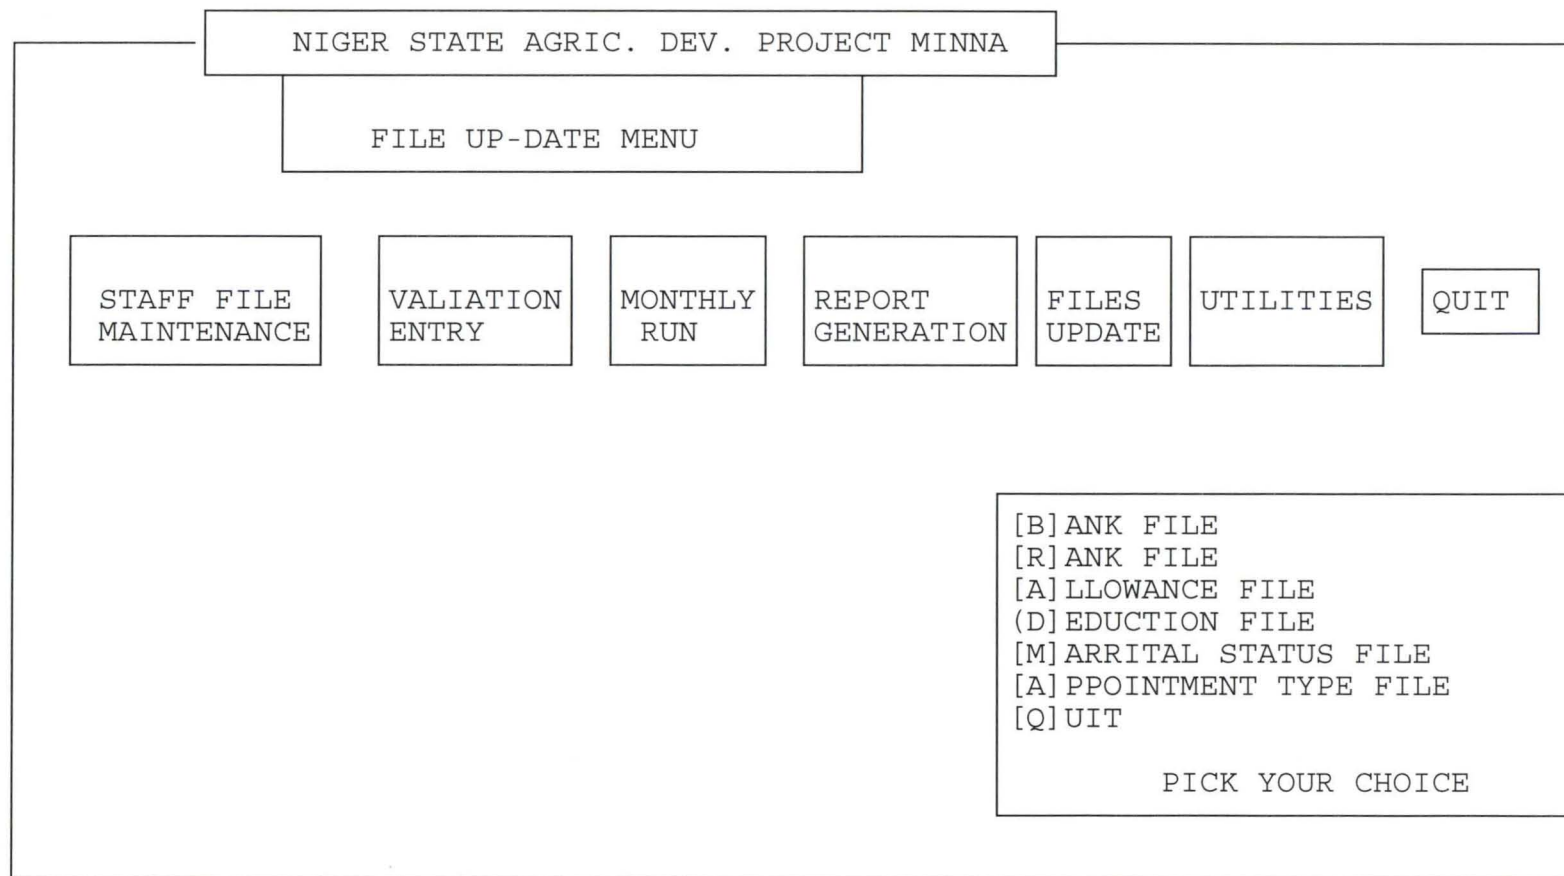 NIGER STATE AGRIC. DEV. PROJECT MINNA
FILE UP-DATE MENU
STAFF FILE
MAINTENANCE
VALIATION
ENTRY
MONTHLY
RUN
REPORT
GENERATION
FILES
UPDATE
UTILITIES
QUIT
[B]ANK FILE
[R]ANK FILE
[A]LLOWANCE FILE
(D]EDUCTION FILE
[M]ARRITAL STATUS FILE
[A]PPOINTMENT TYPE FILE
[Q]UIT
PICK YOUR CHOICE